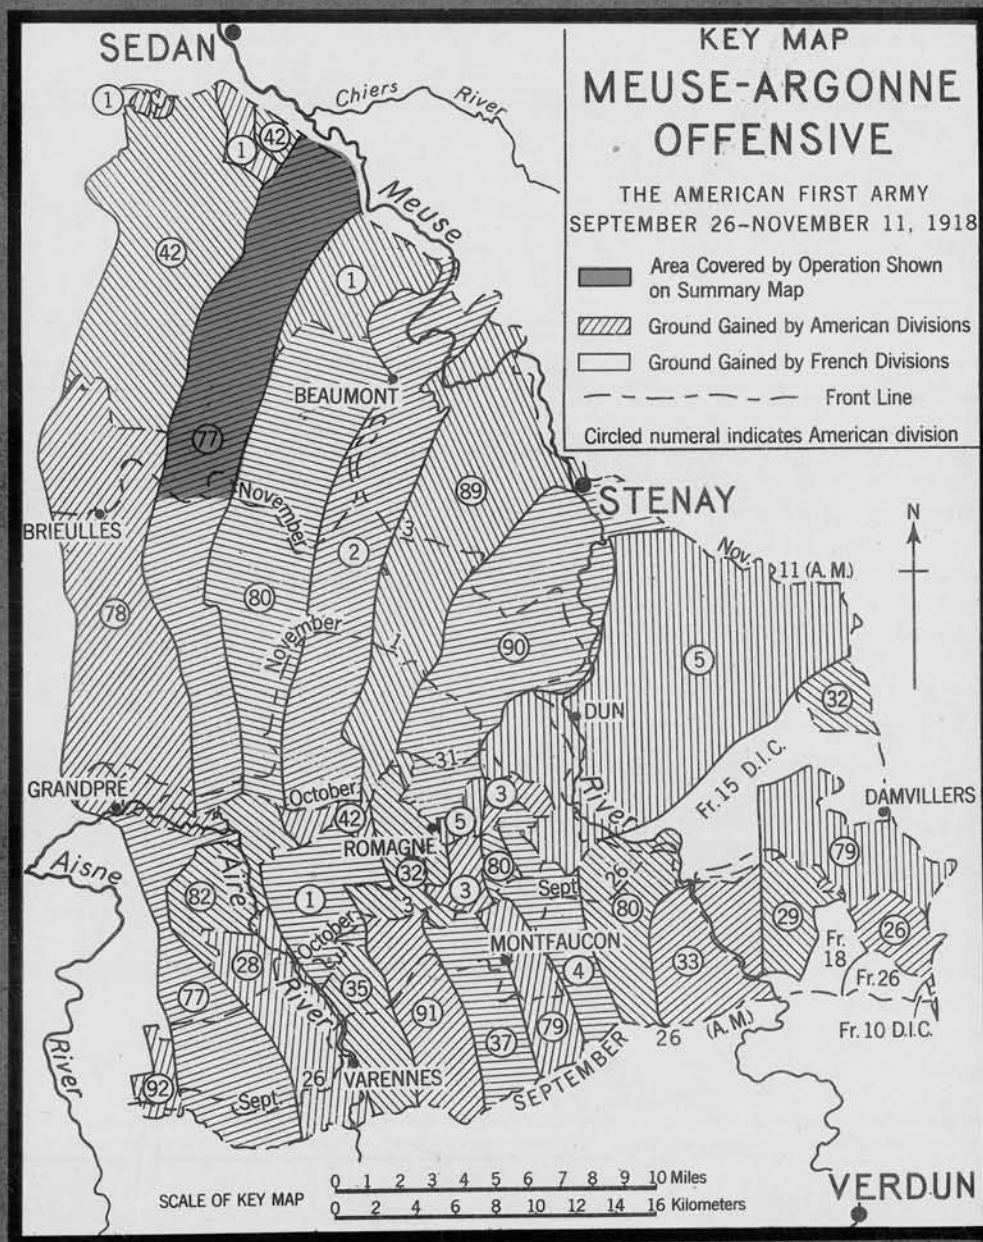 KEY MAP
MEUSE-ARGONNE
OFFENSIVE
THE AMERICAN FIRST ARMY
SEPTEMBER 26-NOVEMBER 11, 1918
Area Covered by Operation Shown
on Summary Map
Ground Gained by American Divisions
Ground Gained by French Divisions
Front Line
Circled numeral indicates American division
SEDAN
Chiers River
Meuse
1
1
42
42
1
BEAUMONT
77
November
BRIEULLES
89
STENAY
N
3
2
Nov. 11 (A.M.)
78
80
November
1
90
5
32
DUN
31
Fr. 15 D.I.C.
GRANDPRÉ
October
42
3
River
DAMVILLERS
ROMAGNE
5
Aisne
Aire
32
80
79
82
1
3
3
Sept.
26
80
29
26
October
MONTFAUCON
Fr.
18
28
35
4
33
Fr. 26
77
River
91
37
79
26 (A.M.)
Fr. 10 D.I.C.
River
92
Sept.
26
VARENNES
SEPTEMBER
VERDUN
SCALE OF KEY MAP
0 1 2 3 4 5 6 7 8 9 10 Miles
0 2 4 6 8 10 12 14 16 Kilometers